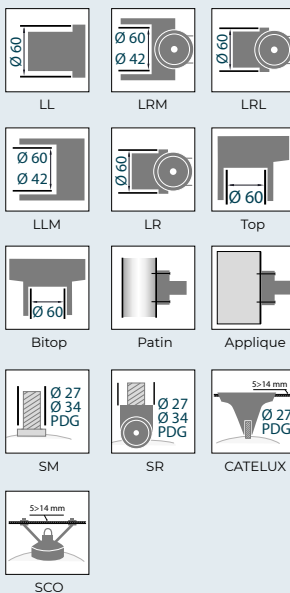 Ø 60
LL
Ø 60
Ø 42
LRM
Ø 60
LRL
Ø 60
Ø 42
LLM
Ø 60
LR
Ø 60
Top
Ø 60
Bitop
Patin
Applique
Ø 27
Ø 34
PDG
SM
Ø 27
Ø 34
PDG
SR
5>14 mm
Ø 27
PDG
CATELUX
5>14 mm
SCO